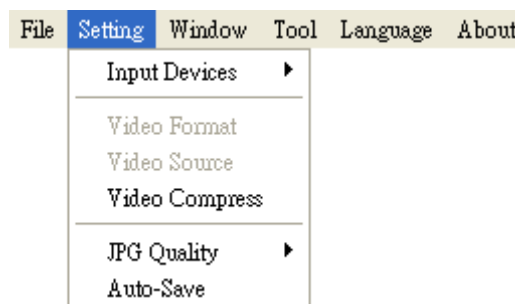 File Setting Window Tool Language About
Input Devices
Video Format
Video Source
Video Compress
JPG Quality
Auto-Save